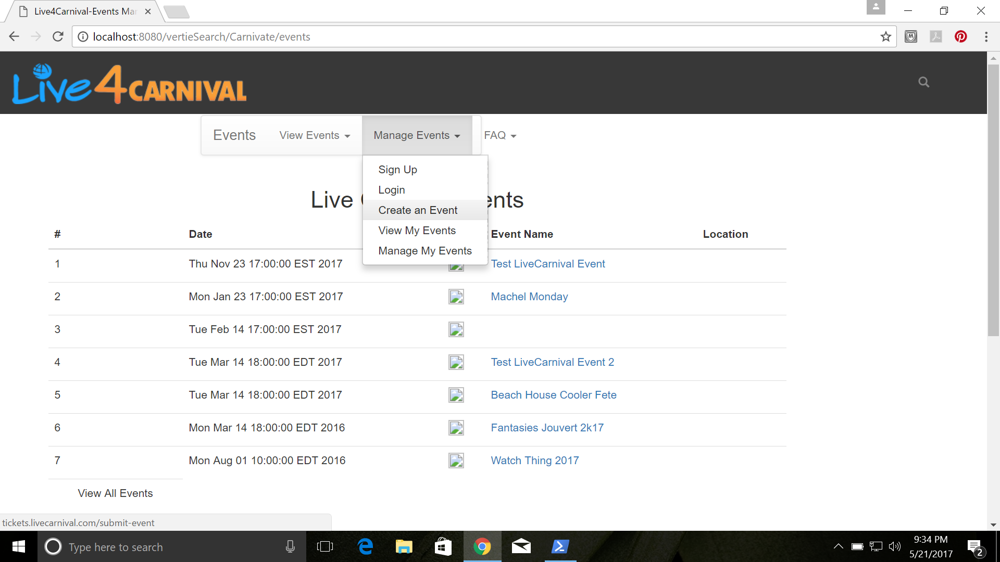 Live4Carnival-Events Ma
localhost:8080/vertieSearch/Carnivate/events
Live4CARNIVAL
Events View Events Manage Events FAQ
Sign Up
Login
Create an Event
View My Events
Manage My Events
Live ents
# Date Event Name Location
1 Thu Nov 23 17:00:00 EST 2017 Test LiveCarnival Event
2 Mon Jan 23 17:00:00 EST 2017 Machel Monday
3 Tue Feb 14 17:00:00 EST 2017
4 Tue Mar 14 18:00:00 EDT 2017 Test LiveCarnival Event 2
5 Tue Mar 14 18:00:00 EDT 2017 Beach House Cooler Fete
6 Mon Mar 14 18:00:00 EDT 2016 Fantasies Jouvert 2k17
7 Mon Aug 01 10:00:00 EDT 2016 Watch Thing 2017
View All Events
tickets.livecarnival.com/submit-event
Type here to search
9:34 PM
5/21/2017
2